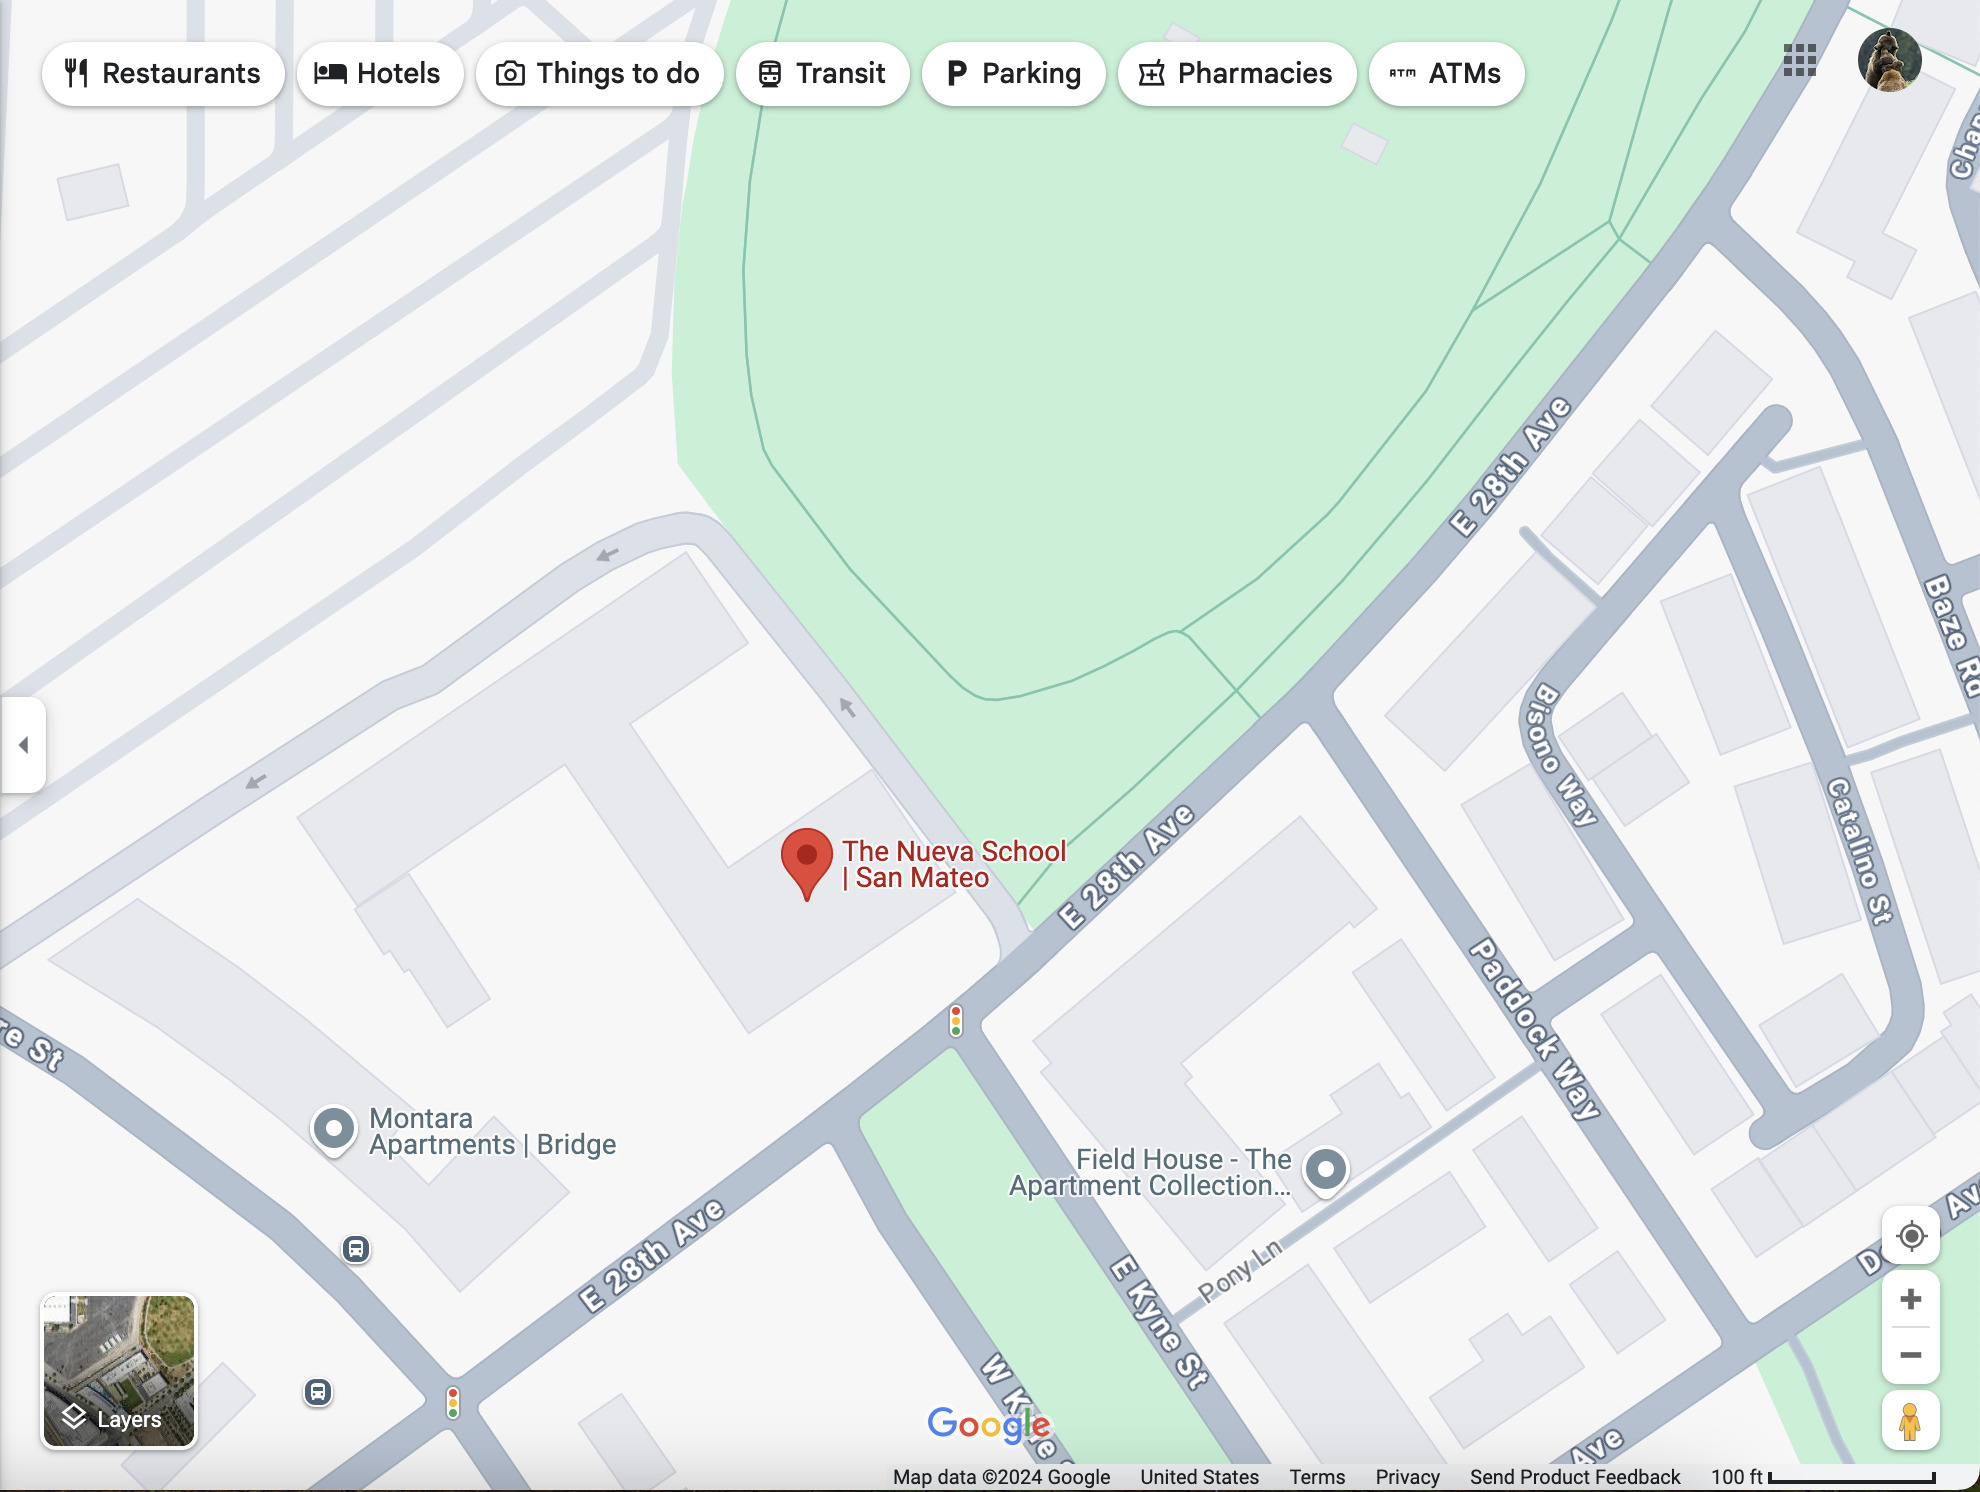 Restaurants
Hotels
Things to do
Transit
P Parking
Pharmacies
ATM ATMs
E 28th Ave
Baze Rd
Bisono Way
Catalino St
The Nueva School
| San Mateo
E 28th Ave
Paddock Way
re St
Montara
Apartments | Bridge
Field House - The
Apartment Collection...
E 28th Ave
Pony Ln
E Kyne St
W Kyne
Ave
Layers
Google
Map data ©2024 Google United States Terms Privacy Send Product Feedback 100 ft